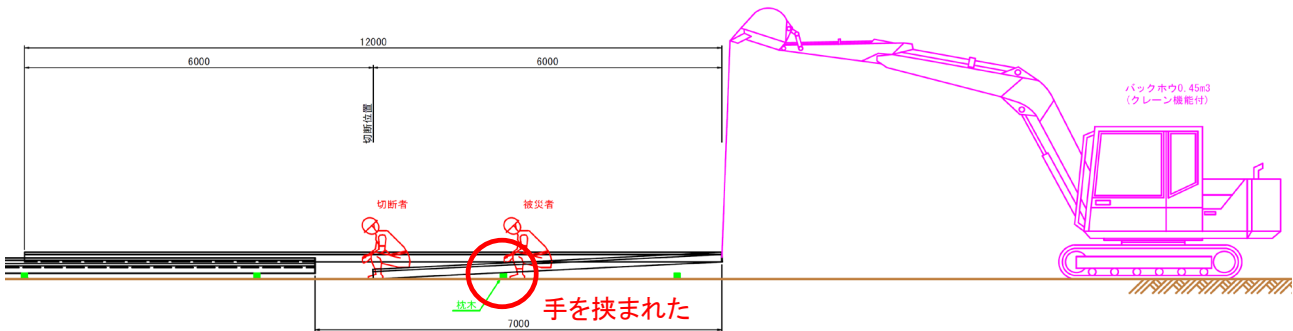 12000
6000
6000
切断位置
バックホウ0.45m3
(クレーン機能付)
切断者
被災者
枕木
手を挟まれた
7000